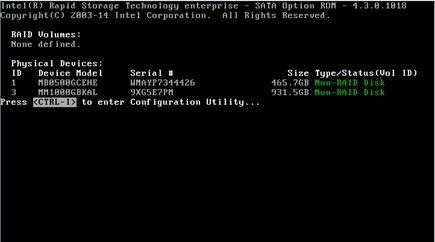 Intel(R) Rapid Storage Technology enterprise - SATA Option ROM - 4.3.0.1018
Copyright(C) 2003-14 Intel Corporation.  All Rights Reserved.
RAID Volumes:
None defined.
Physical Devices:
ID Device Model Serial # Size Type/Status(Vol ID)
1 MB0500GCEHE WMAYP7344426 465.7GB Non-RAID Disk
3 MM1000GBKAL 9XG5E7PM 931.5GB Non-RAID Disk
Press <CTRL-I> to enter Configuration Utility...